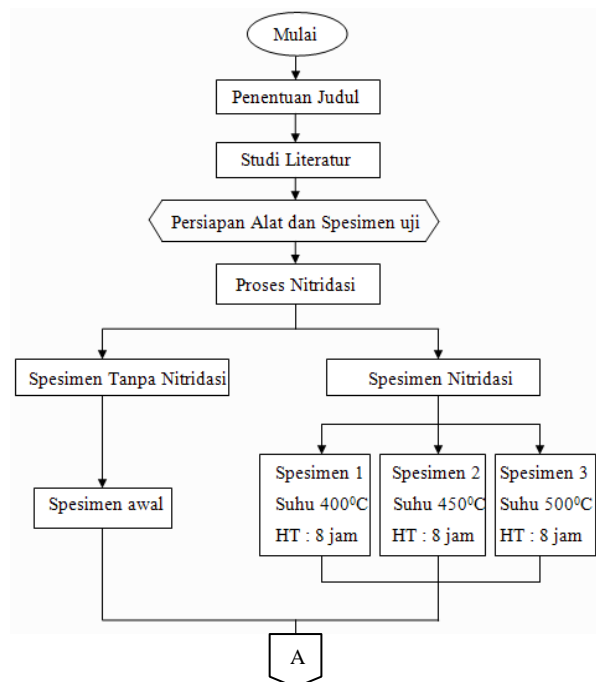 Mulai
Penentuan Judul
Studi Literatur
Persiapan Alat dan Spesimen uji
Proses Nitridasi
Spesimen Tanpa Nitridasi
Spesimen Nitridasi
Spesimen 1
Suhu 400⁰C
HT : 8 jam
Spesimen 2
Suhu 450⁰C
HT : 8 jam
Spesimen 3
Suhu 500⁰C
HT : 8 jam
Spesimen awal
A